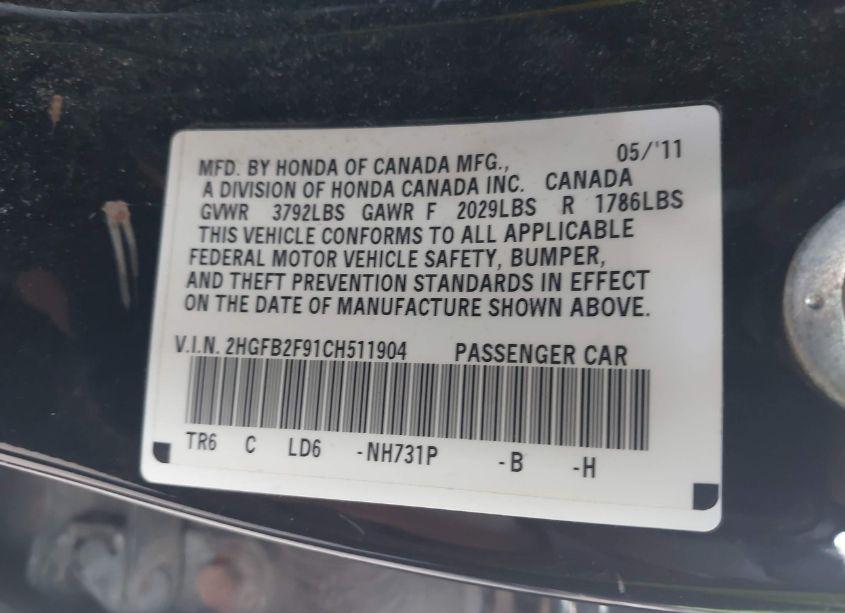 05/'11
MFD. BY HONDA OF CANADA MFG.,
A DIVISION OF HONDA CANADA INC. CANADA
GVWR 3792LBS GAWR F 2029LBS R 1786LBS
THIS VEHICLE CONFORMS TO ALL APPLICABLE
FEDERAL MOTOR VEHICLE SAFETY, BUMPER,
AND THEFT PREVENTION STANDARDS IN EFFECT
ON THE DATE OF MANUFACTURE SHOWN ABOVE.
V.I.N. 2HGFB2F91CH511904 PASSENGER CAR
TR6 C LD6 -NH731P -B -H